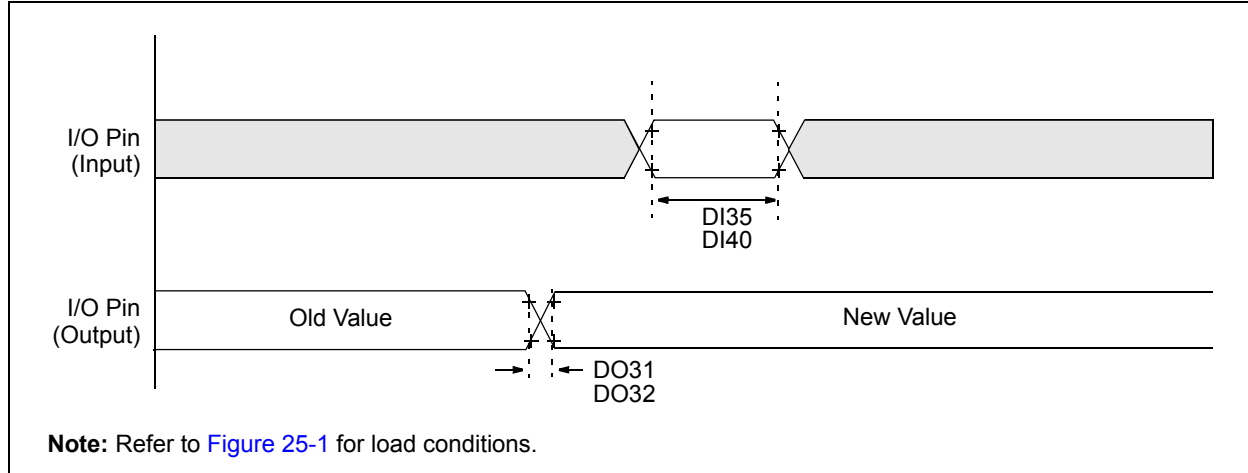 I/O Pin
(Input)
DI35
DI40
I/O Pin
(Output)
Old Value
New Value
DO31
DO32
Note: Refer to Figure 25-1 for load conditions.